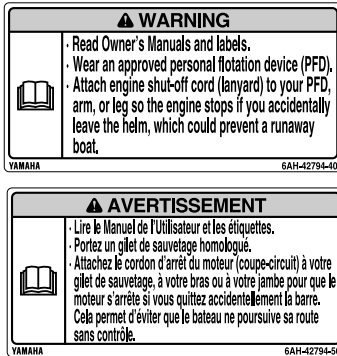 WARNING
· Read Owner's Manuals and labels.
· Wear an approved personal flotation device (PFD).
· Attach engine shut-off cord (lanyard) to your PFD,
arm, or leg so the engine stops if you accidentally
leave the helm, which could prevent a runaway
boat.
YAMAHA 6AH-42794-40
AVERTISSEMENT
· Lire le Manuel de l'Utilisateur et les étiquettes.
· Portez un gilet de sauvetage homologué.
· Attachez le cordon d'arrêt du moteur (coupe-circuit) à votre
gilet de sauvetage, à votre bras ou à votre jambe pour que le
moteur s'arrête si vous quittez accidentellement la barre.
Cela permet d'éviter que le bateau ne poursuive sa route
sans contrôle.
YAMAHA 6AH-42794-50